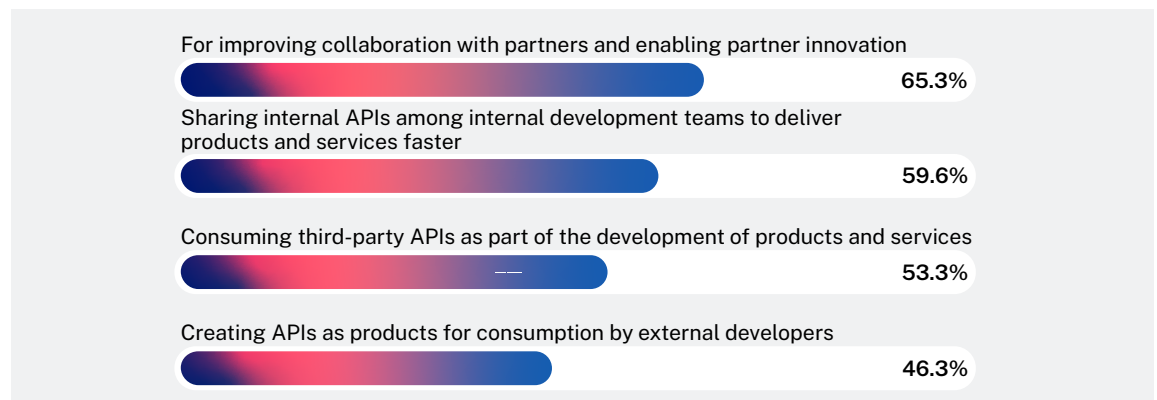 For improving collaboration with partners and enabling partner innovation
65.3%
Sharing internal APIs among internal development teams to deliver
products and services faster
59.6%
Consuming third-party APIs as part of the development of products and services
53.3%
Creating APIs as products for consumption by external developers
46.3%